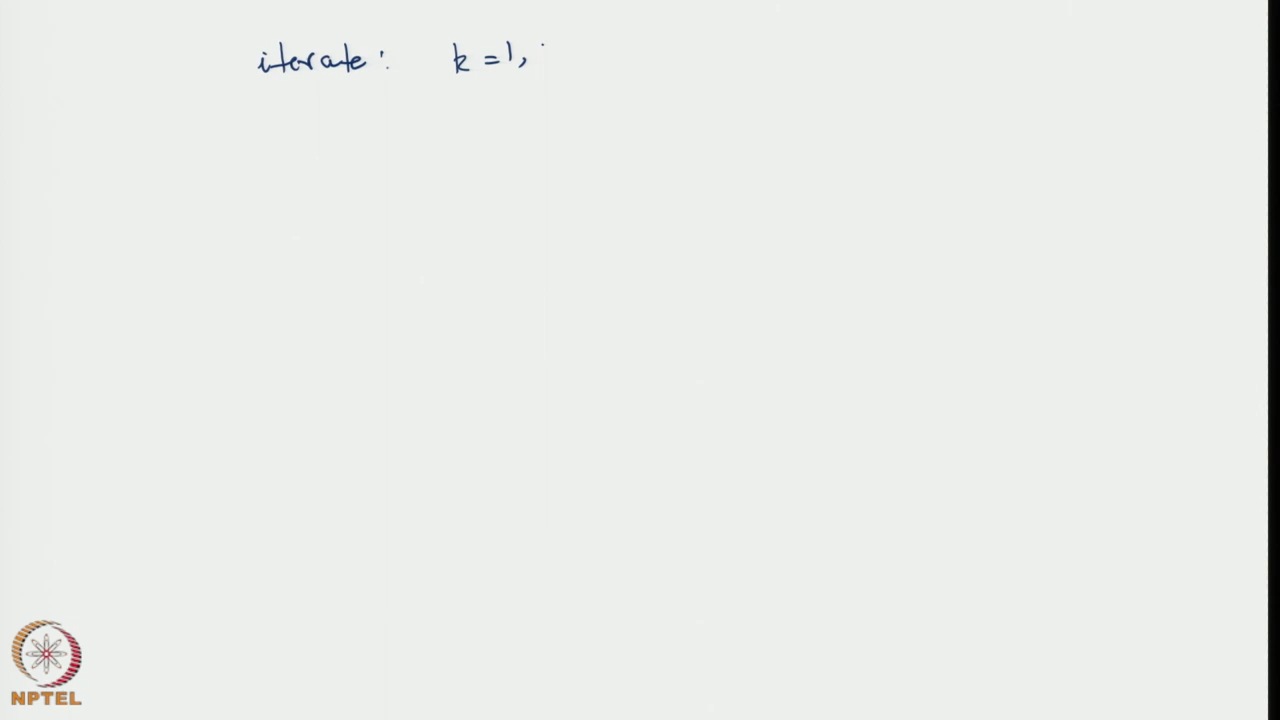 iterate : k = 1,
NPTEL